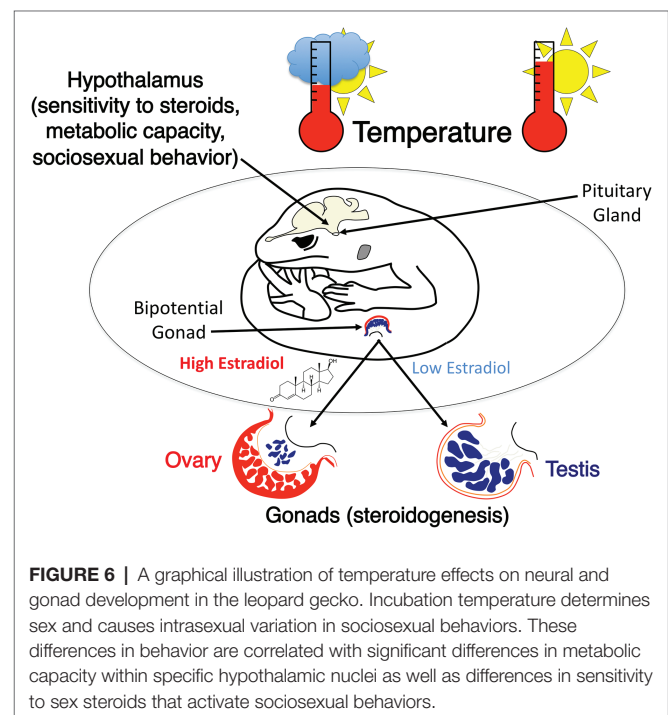 Hypothalamus
(sensitivity to steroids,
metabolic capacity,
sociosexual behavior)
Temperature
Pituitary
Gland
Bipotential
Gonad
High Estradiol
Low Estradiol
OH
H
H
H
O
Ovary
Testis
Gonads (steroidogenesis)
FIGURE 6 | A graphical illustration of temperature effects on neural and
gonad development in the leopard gecko. Incubation temperature determines
sex and causes intrasexual variation in sociosexual behaviors. These
differences in behavior are correlated with significant differences in metabolic
capacity within specific hypothalamic nuclei as well as differences in sensitivity
to sex steroids that activate sociosexual behaviors.